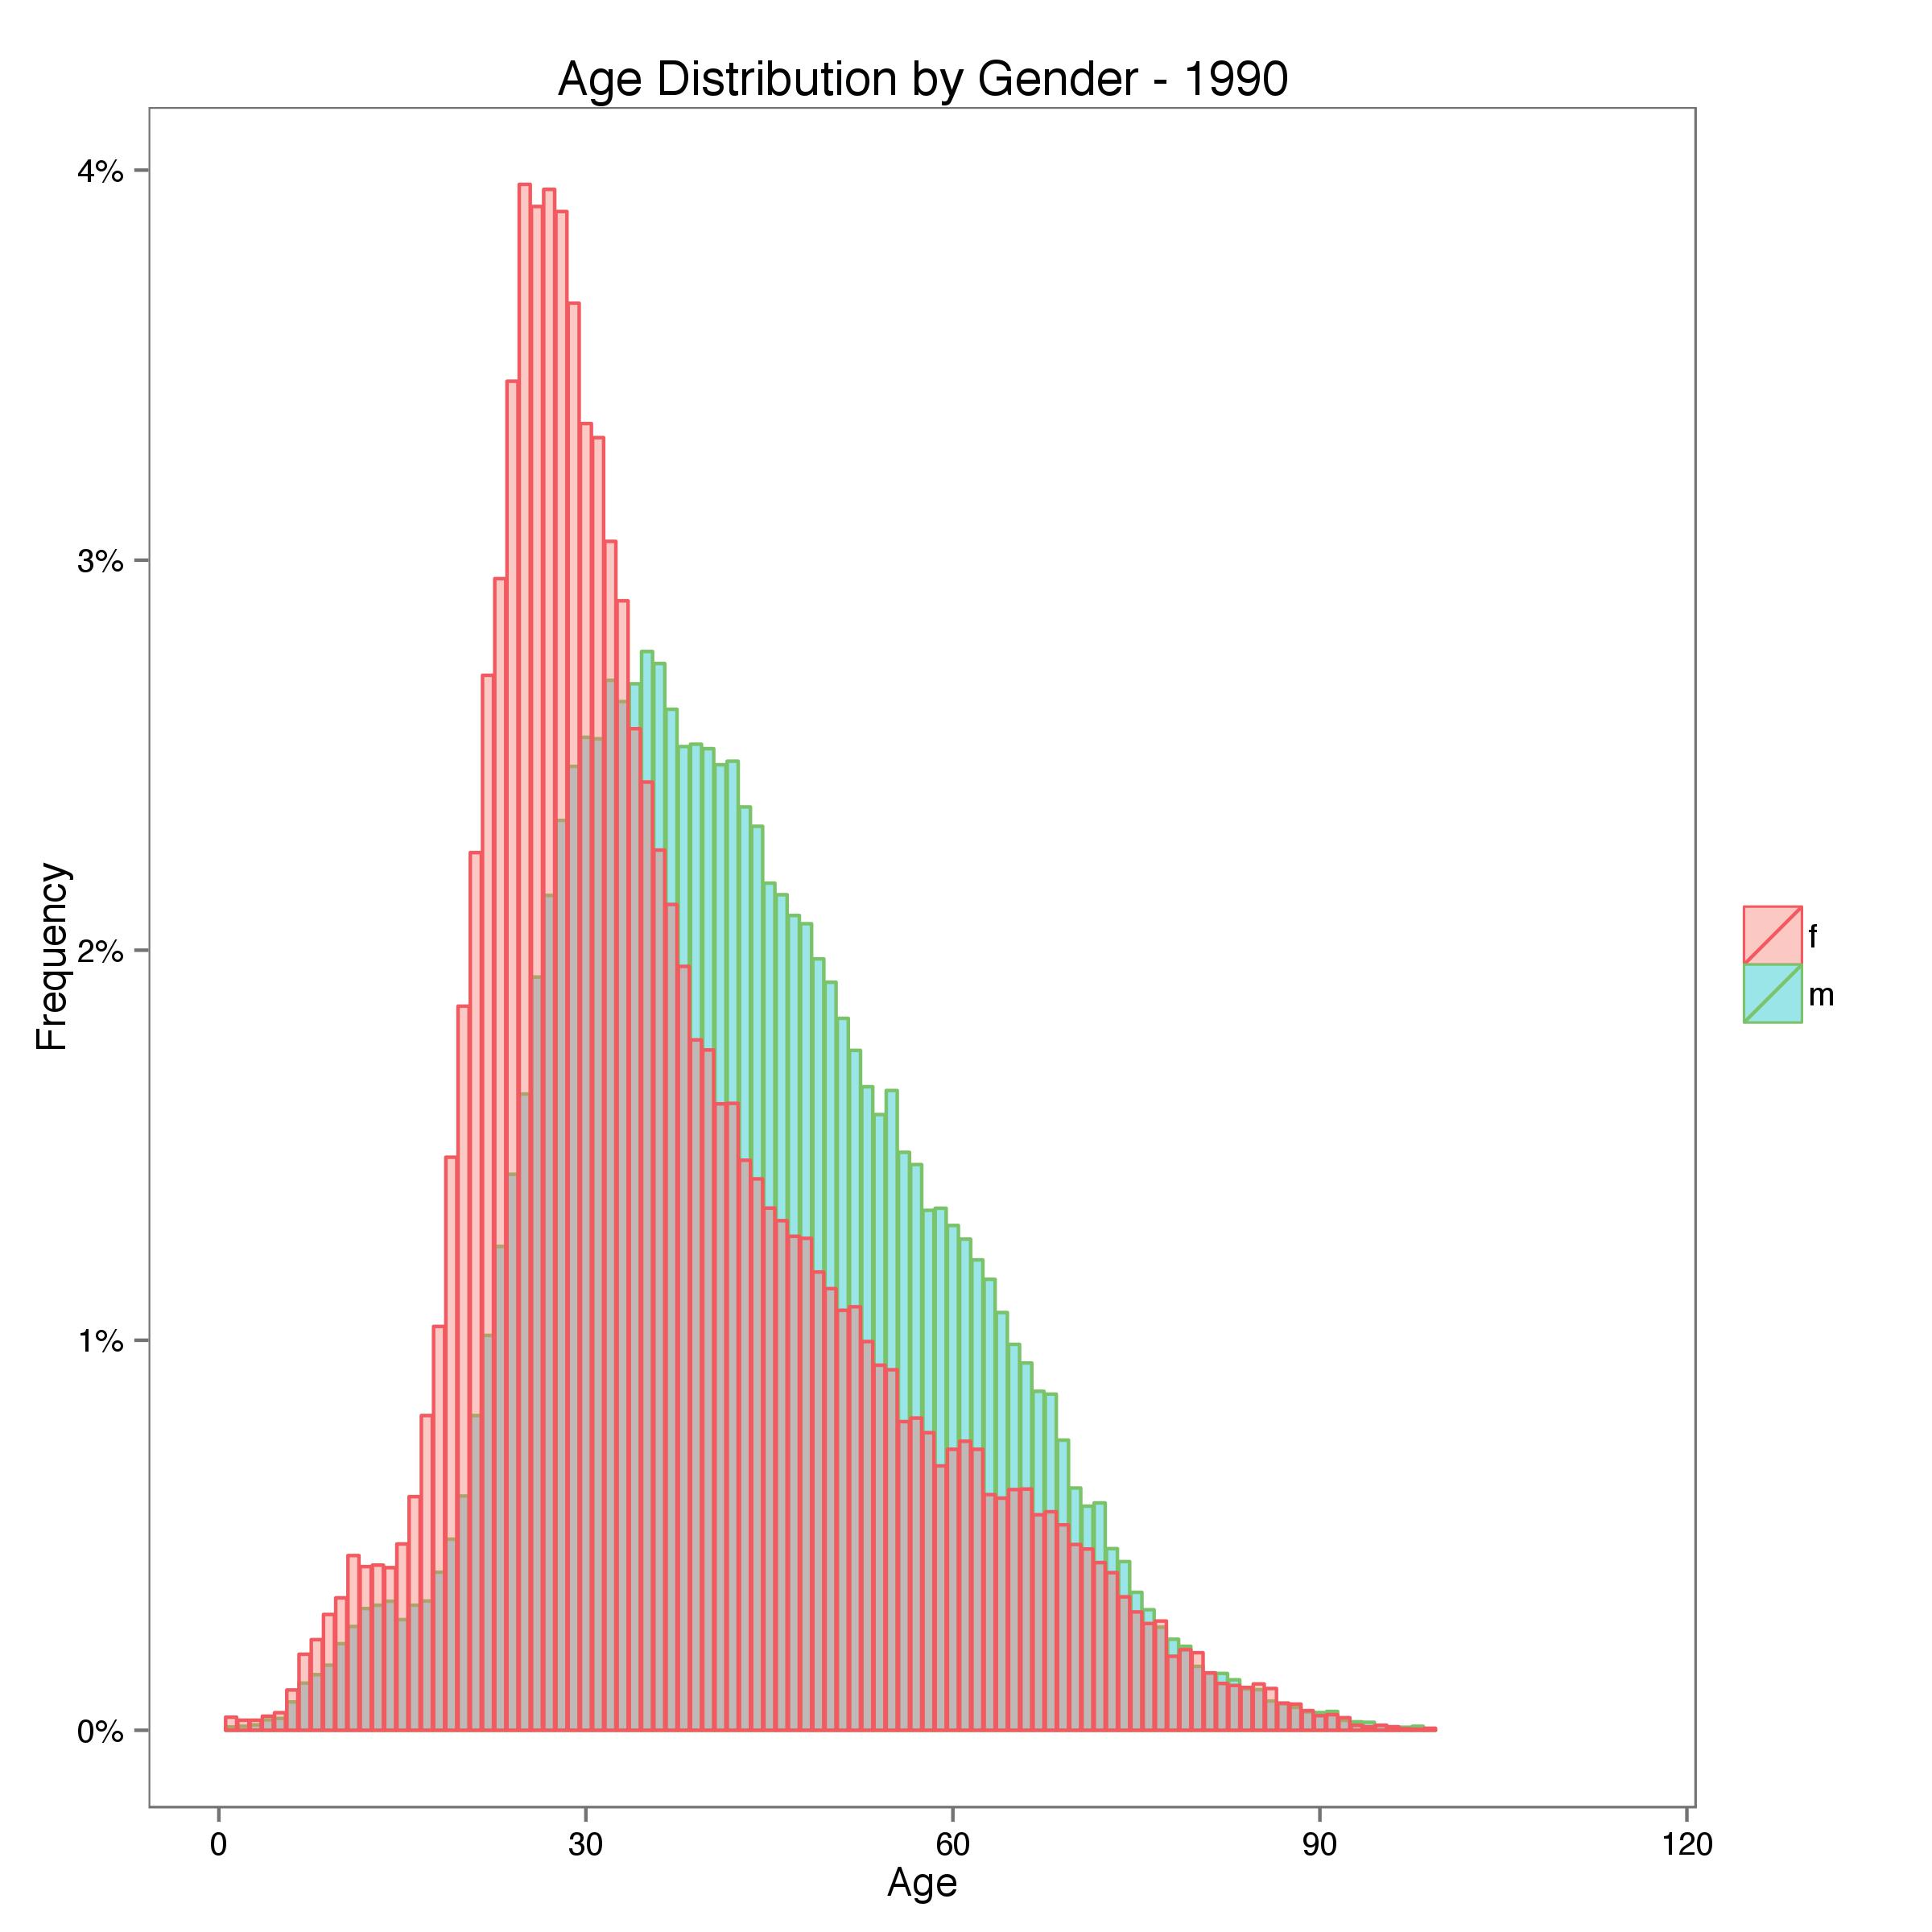 Age Distribution by Gender - 1990
4%
3%
2%
1%
0%
Frequency
0 30 60 90 120
Age
f
m